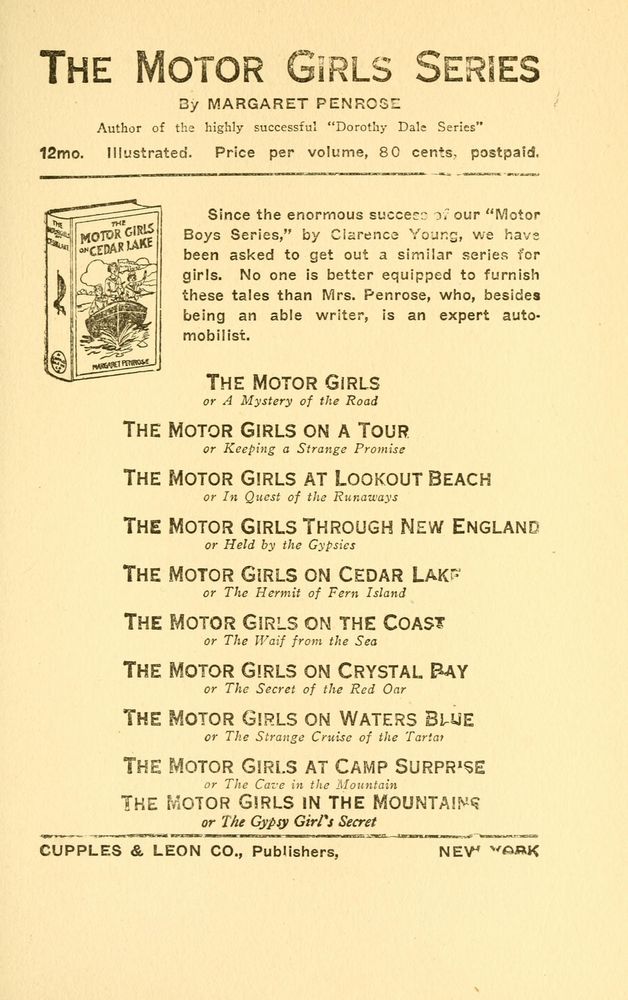 THE MOTOR GIRLS SERIES
By MARGARET PENROSE
Author of the highly successful "Dorothy Dale Series"
12mo. Illustrated. Price per volume, 80 cents, postpaid.
THE MOTOR GIRLS ON CEDAR LAKE
MARGARET PENROSE
Since the enormous success of our "Motor
Boys Series," by Clarence Young, we have
been asked to get out a similar series for
girls. No one is better equipped to furnish
these tales than Mrs. Penrose, who, besides
being an able writer, is an expert auto-
mobilist.
THE MOTOR GIRLS
or A Mystery of the Road
THE MOTOR GIRLS ON A TOUR
or Keeping a Strange Promise
THE MOTOR GIRLS AT LOOKOUT BEACH
or In Quest of the Runaways
THE MOTOR GIRLS THROUGH NEW ENGLAND
or Held by the Gypsies
THE MOTOR GIRLS ON CEDAR LAKE
or The Hermit of Fern Island
THE MOTOR GIRLS ON THE COAST
or The Waif from the Sea
THE MOTOR GIRLS ON CRYSTAL BAY
or The Secret of the Red Oar
THE MOTOR GIRLS ON WATERS BLUE
or The Strange Cruise of the Tartar
THE MOTOR GIRLS AT CAMP SURPRISE
or The Cave in the Mountain
THE MOTOR GIRLS IN THE MOUNTAINS
or The Gypsy Girl's Secret
CUPPLES & LEON CO., Publishers, NEW YORK